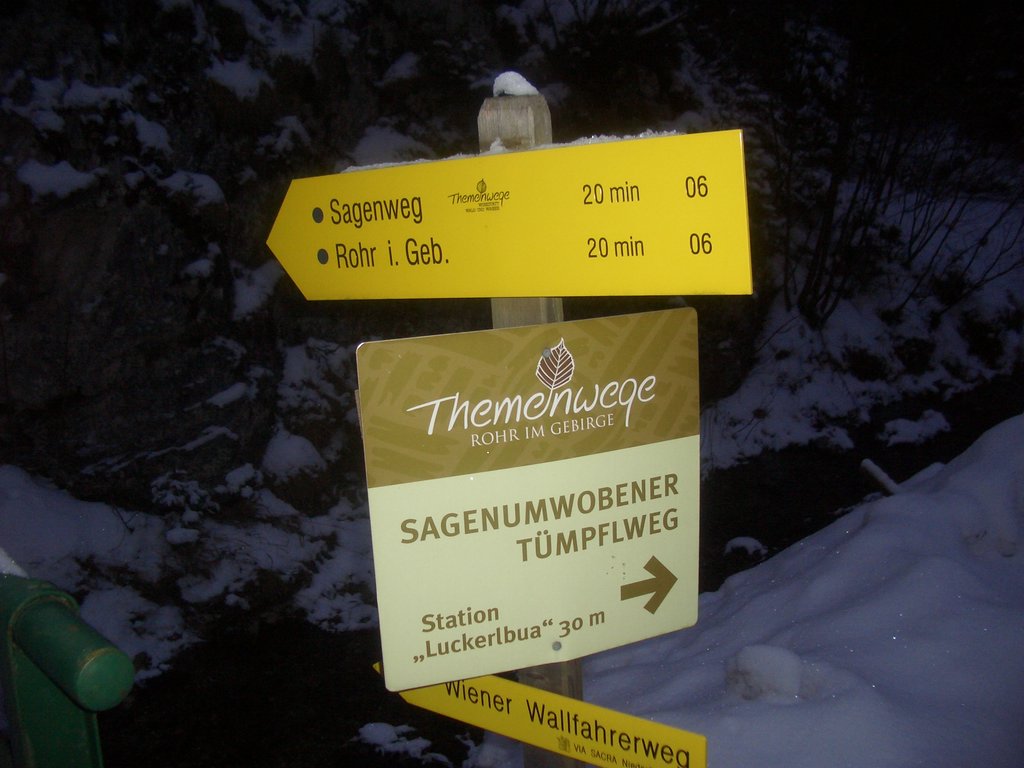 Sagenweg Themenwege 20 min 06
Rohr i. Geb. 20 min 06
Themenwege
ROHR IM GEBIRGE
SAGENUMWOBENER
TÜMPFLWEG
Station
„Luckerlbua“ 30 m
Wiener Wallfahrerweg
VIA SACRA